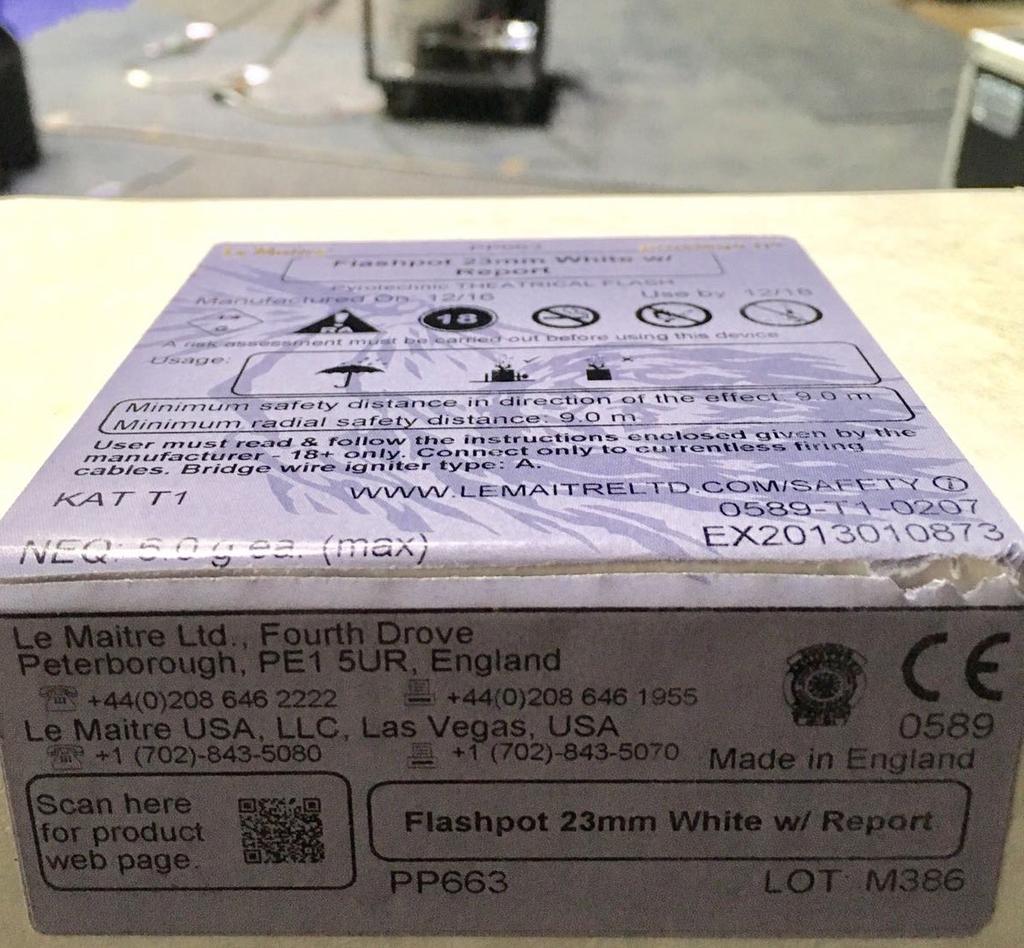 Le Maitre PP663
Flashpot 23mm White w/
Report
Pyrotechnic THEATRICAL FLASH
Manufactured On 12/16 Use by 12/18
RA 18
A risk assessment must be carried out before using this device
Usage:
Minimum safety distance in direction of the effect: 9.0 m
Minimum radial safety distance: 9.0 m
User must read & follow the instructions enclosed given by the
manufacturer - 18+ only. Connect only to currentless firing
cables. Bridge wire igniter type: A.
KAT T1 WWW.LEMAITRELTD.COM/SAFETY i
0589-T1-0207
NEQ: 6.0 g ea. (max) EX2013010873
Le Maitre Ltd., Fourth Drove
Peterborough, PE1 5UR, England
+44(0)208 646 2222 +44(0)208 646 1955
Le Maitre USA, LLC, Las Vegas, USA
+1 (702)-843-5080 +1 (702)-843-5070
CE
0589
Made in England
Scan here
for product
web page.
Flashpot 23mm White w/ Report
PP663 LOT M386